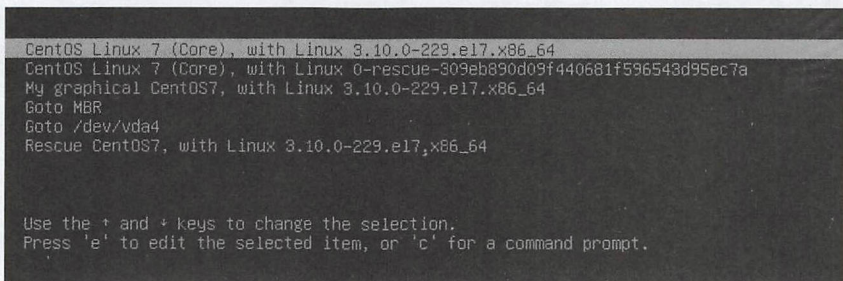 CentOS Linux 7 (Core), with Linux 3.10.0-229.el7.x86_64
CentOS Linux 7 (Core), with Linux 0-rescue-309eb890d09f440681f596543d95ec7a
My graphical CentOS7, with Linux 3.10.0-229.el7.x86_64
Goto MBR
Goto /dev/vda4
Rescue CentOS7, with Linux 3.10.0-229.el7.x86_64
Use the ↑ and ↓ keys to change the selection.
Press 'e' to edit the selected item, or 'c' for a command prompt.